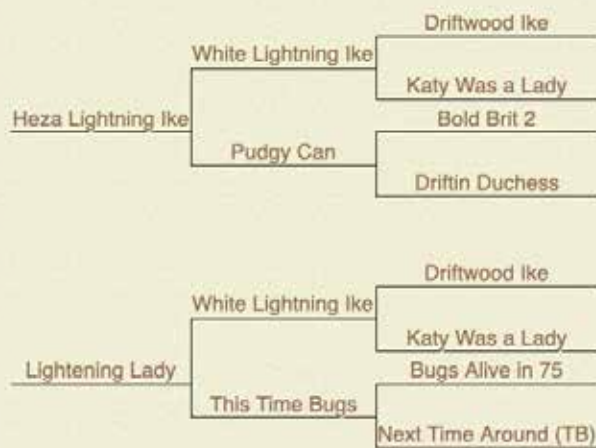 Driftwood Ike
White Lightning Ike
Katy Was a Lady
Heza Lightning Ike
Bold Brit 2
Pudgy Can
Driftin Duchess
Driftwood Ike
White Lightning Ike
Katy Was a Lady
Lightening Lady
Bugs Alive in 75
This Time Bugs
Next Time Around (TB)